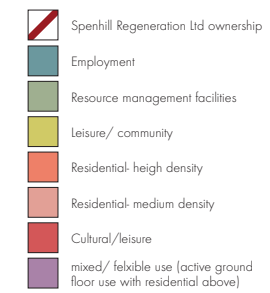 Spenhill Regeneration Ltd ownership
Employment
Resource management facilities
Leisure/ community
Residential- heigh density
Residential- medium density
Cultural/leisure
mixed/ felxible use (active ground
floor use with residential above)